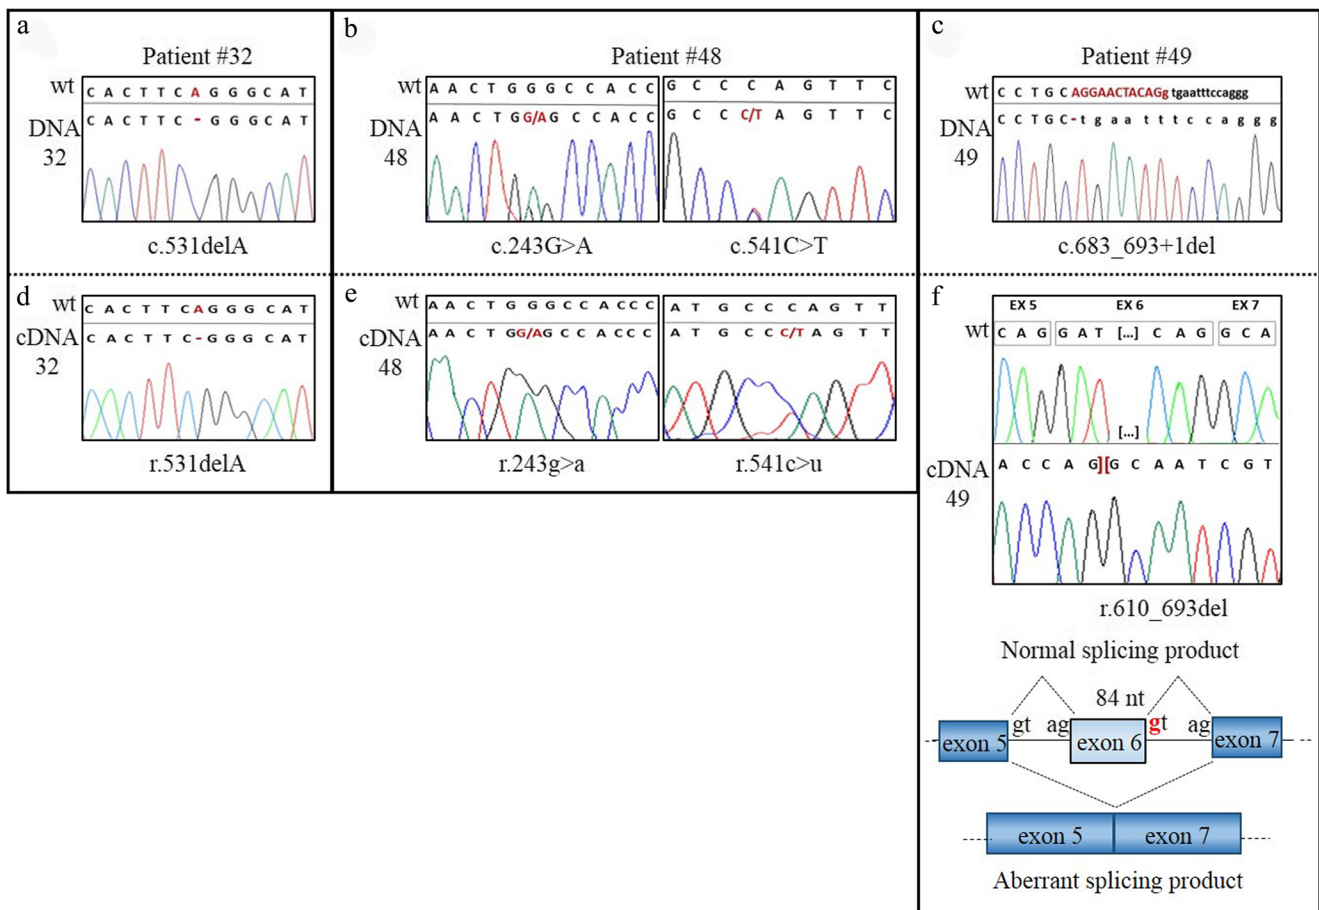 a
Patient #32
wt
C A C T T C A G G G C A T
DNA
32
C A C T T C - G G G C A T
c.531delA
b
Patient #48
wt
A A C T G G G C C A C C
G C C C C A G T T C
DNA
48
A A C T G G/A G C C A C C
G C C C/T A G T T C
c.243G>A
c.541C>T
c
Patient #49
wt
C C T G C AGGAACTACAGg tgaatttccaggg
DNA
49
C C T G C - t g a a t t t c c a g g g
c.683_693+1del
d
wt
C A C T T C A G G G C A T
cDNA
32
C A C T T C - G G G C A T
r.531delA
e
wt
A A C T G G G C C A C C C
A T G C C C A G T T
cDNA
48
A A C T G G/A G C C A C C C
A T G C C C/T A G T T
r.243g>a
r.541c>u
f
EX 5 EX 6 EX 7
wt
C A G G A T [...] C A G G C A
[...]
cDNA
49
A C C A G ][ G C A A T C G T
r.610_693del
Normal splicing product
84 nt
gt ag gt ag
exon 5 exon 6 exon 7
exon 5 exon 7
Aberrant splicing product